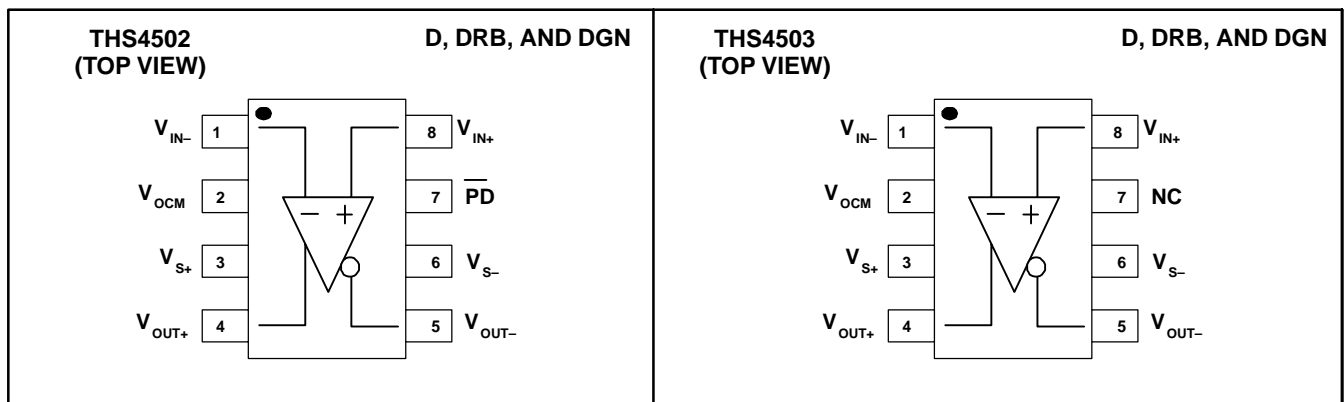 THS4502
(TOP VIEW)
D, DRB, AND DGN
V_IN– 1
8 V_IN+
V_OCM 2
7 P̅D̅
V_S+ 3
6 V_S–
V_OUT+ 4
5 V_OUT–
– +
THS4503
(TOP VIEW)
D, DRB, AND DGN
V_IN– 1
8 V_IN+
V_OCM 2
7 NC
V_S+ 3
6 V_S–
V_OUT+ 4
5 V_OUT–
– +